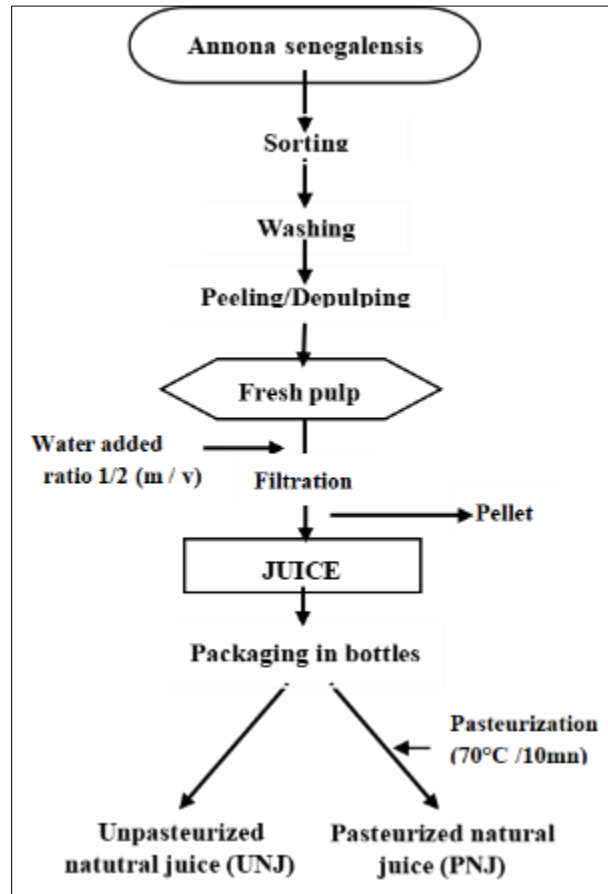 Annona senegalensis
Sorting
Washing
Peeling/Depulping
Fresh pulp
Water added
ratio 1/2 (m / v)
Filtration
Pellet
JUICE
Packaging in bottles
Pasteurization
(70°C /10mn)
Unpasteurized
natutral juice (UNJ)
Pasteurized natural
juice (PNJ)